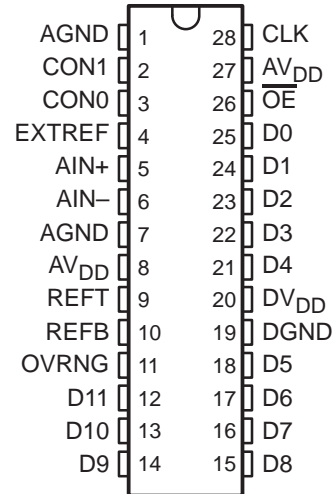 AGND 1 28 CLK
CON1 2 27 AVDD
CON0 3 26 O̅E̅
EXTREF 4 25 D0
AIN+ 5 24 D1
AIN– 6 23 D2
AGND 7 22 D3
AVDD 8 21 D4
REFT 9 20 DVDD
REFB 10 19 DGND
OVRNG 11 18 D5
D11 12 17 D6
D10 13 16 D7
D9 14 15 D8